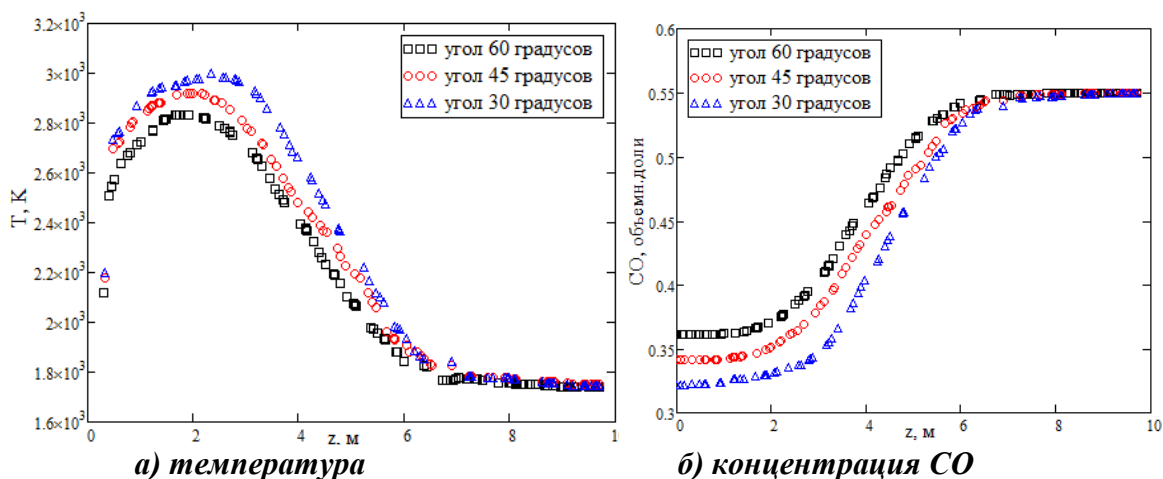 3.2×10³
3×10³
2.8×10³
2.6×10³
2.4×10³
2.2×10³
2×10³
1.8×10³
1.6×10³
T, К
0
2
4
6
8
10
z, м
угол 60 градусов
угол 45 градусов
угол 30 градусов
а) температура
0.6
0.55
0.5
0.45
0.4
0.35
0.3
CO, объемн.доли
0
2
4
6
8
10
z, м
угол 60 градусов
угол 45 градусов
угол 30 градусов
б) концентрация СО